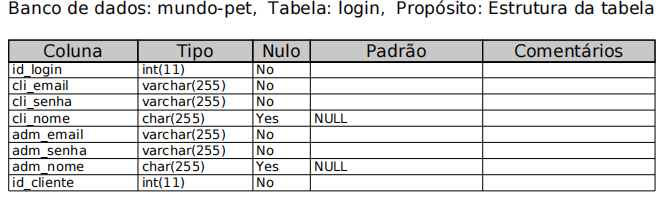 Banco de dados: mundo-pet, Tabela: login, Propósito: Estrutura da tabela
Coluna Tipo Nulo Padrão Comentários
id_login int(11) No
cli_email varchar(255) No
cli_senha varchar(255) No
cli_nome char(255) Yes NULL
adm_email varchar(255) No
adm_senha varchar(255) No
adm_nome char(255) Yes NULL
id_cliente int(11) No